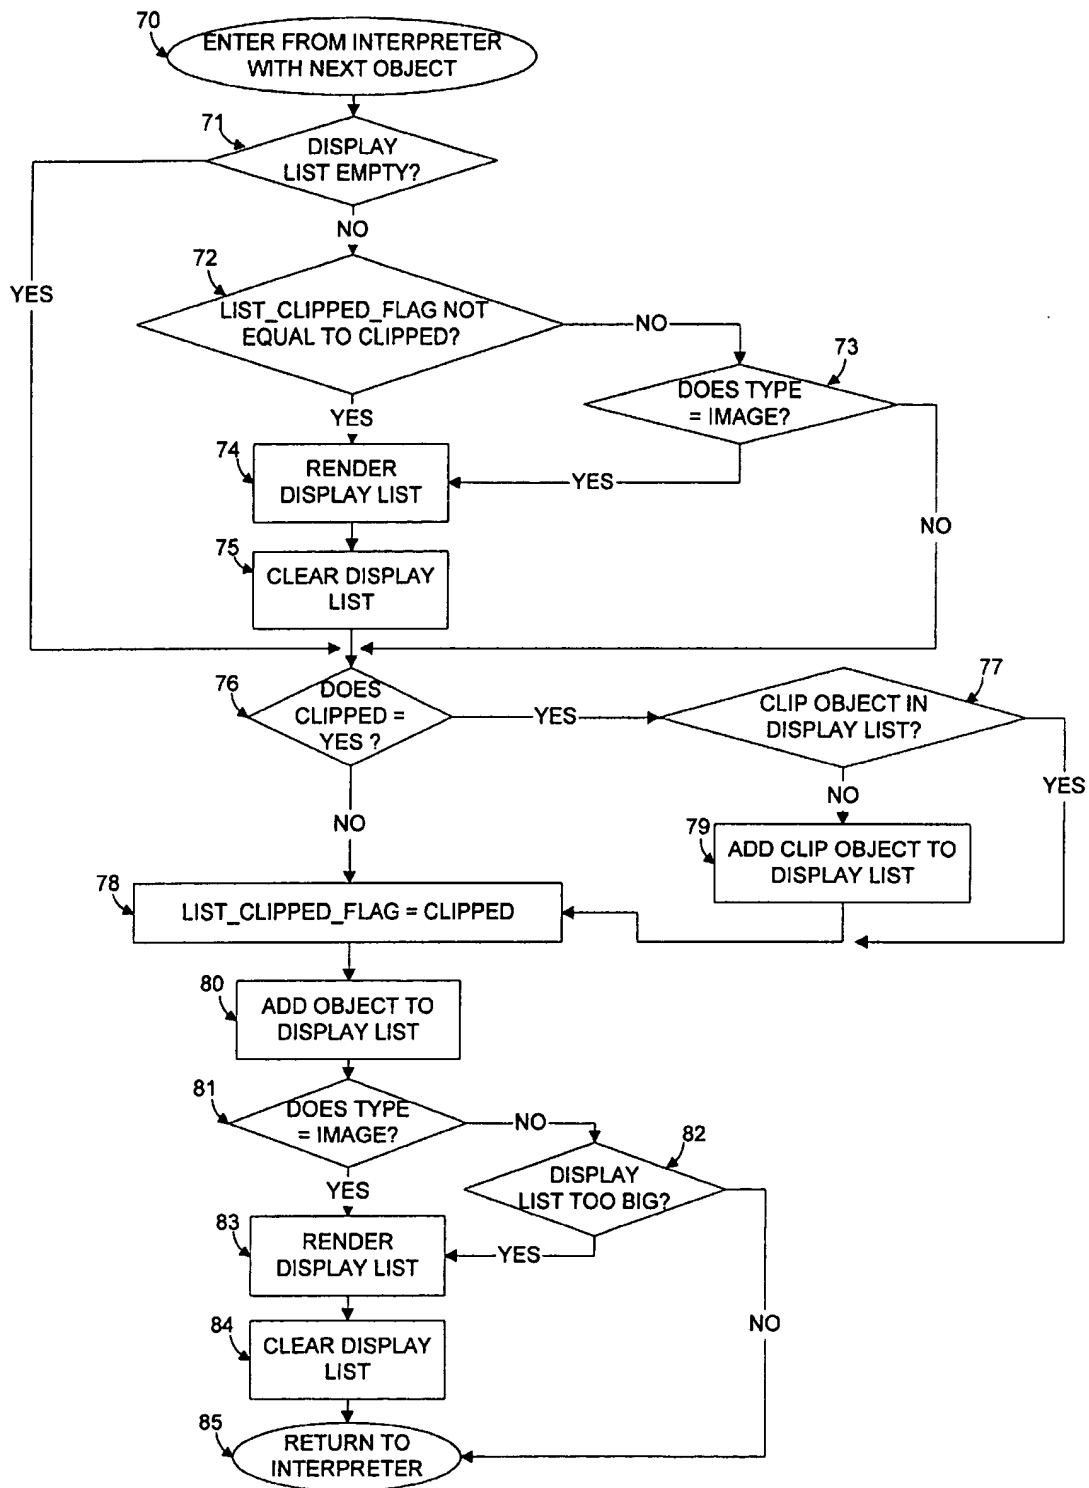 70
ENTER FROM INTERPRETER
WITH NEXT OBJECT
71
DISPLAY
LIST EMPTY?
NO
YES
72
LIST_CLIPPED_FLAG NOT
EQUAL TO CLIPPED?
NO
73
DOES TYPE
= IMAGE?
YES
74
RENDER
DISPLAY LIST
YES
NO
75
CLEAR DISPLAY
LIST
76
DOES
CLIPPED =
YES ?
YES
77
CLIP OBJECT IN
DISPLAY LIST?
YES
NO
NO
79
ADD CLIP OBJECT TO
DISPLAY LIST
78
LIST_CLIPPED_FLAG = CLIPPED
80
ADD OBJECT TO
DISPLAY LIST
81
DOES TYPE
= IMAGE?
NO
82
DISPLAY
LIST TOO BIG?
YES
83
RENDER
DISPLAY LIST
YES
NO
84
CLEAR DISPLAY
LIST
85
RETURN TO
INTERPRETER